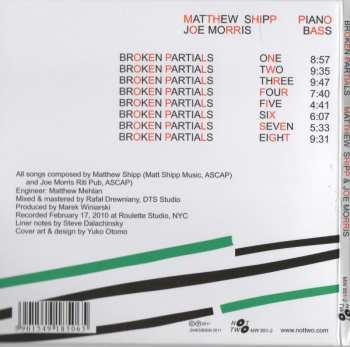 MATTHEW SHIPP PIANO
JOE MORRIS BASS
BROKEN PARTIALS ONE 8:57
BROKEN PARTIALS TWO 9:35
BROKEN PARTIALS THREE 9:47
BROKEN PARTIALS FOUR 7:40
BROKEN PARTIALS FIVE 4:41
BROKEN PARTIALS SIX 6:07
BROKEN PARTIALS SEVEN 5:33
BROKEN PARTIALS EIGHT 9:31
All songs composed by Matthew Shipp (Matt Shipp Music, ASCAP)
and Joe Morris Riti Pub, ASCAP)
Engineer: Matthew Mehlan
Mixed & mastered by Rafal Drewniany, DTS Studio
Produced by Marek Winiarski
Recorded February 17, 2010 at Roulette Studio, NYC
Liner notes by Steve Dalachinsky
Cover art & design by Yuko Otomo
NOT TWO
www.nottwo.com
BROKEN PARTIALS MATTHEW SHIPP & JOE MORRIS
NOT TWO